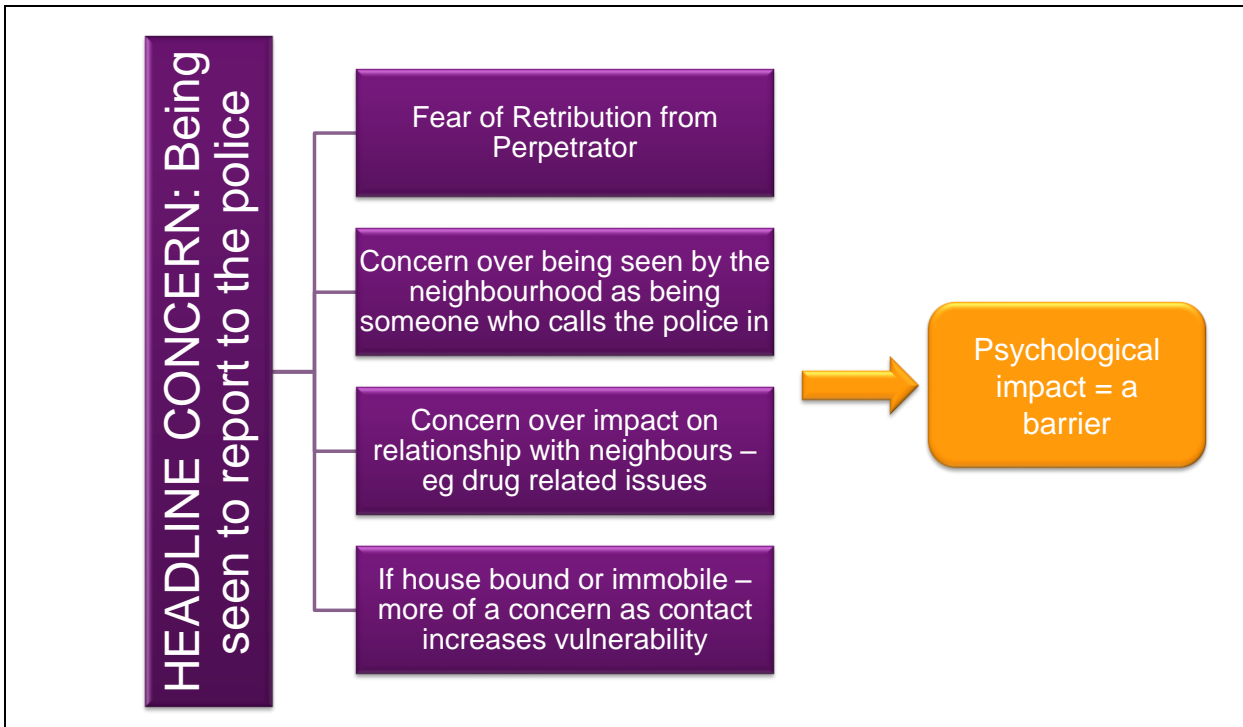 HEADLINE CONCERN: Being
seen to report to the police
Fear of Retribution from
Perpetrator
Concern over being seen by the
neighbourhood as being
someone who calls the police in
Concern over impact on
relationship with neighbours –
eg drug related issues
If house bound or immobile –
more of a concern as contact
increases vulnerability
Psychological
impact = a
barrier